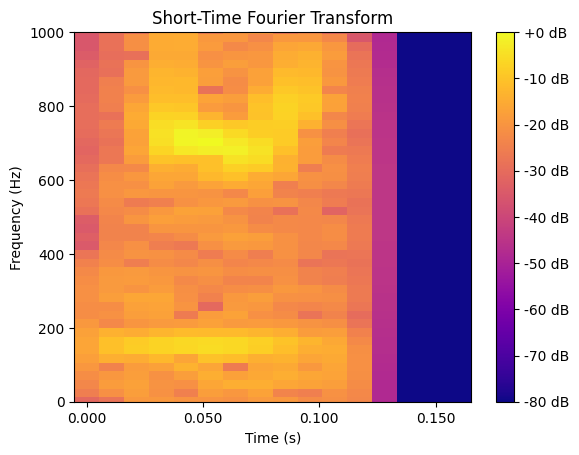 Short-Time Fourier Transform
1000
800
600
400
200
0
Frequency (Hz)
0.000
0.050
0.100
0.150
Time (s)
+0 dB
-10 dB
-20 dB
-30 dB
-40 dB
-50 dB
-60 dB
-70 dB
-80 dB